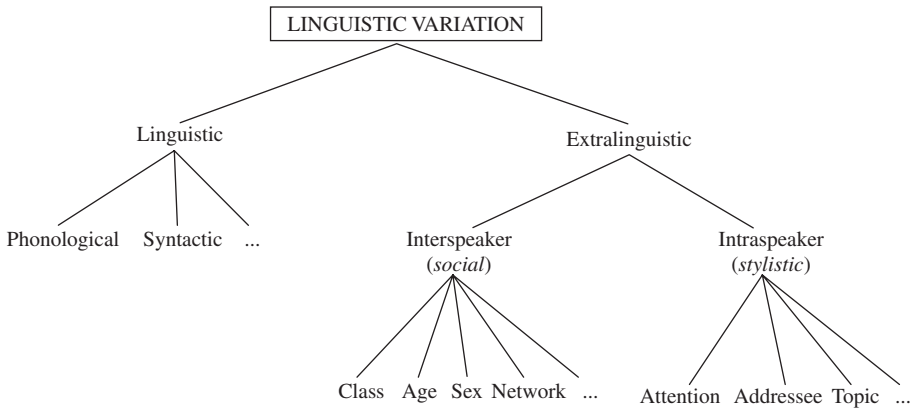 LINGUISTIC VARIATION
Linguistic
Extralinguistic
Phonological Syntactic ...
Interspeaker
(social)
Intraspeaker
(stylistic)
Class Age Sex Network ...
Attention Addressee Topic ...